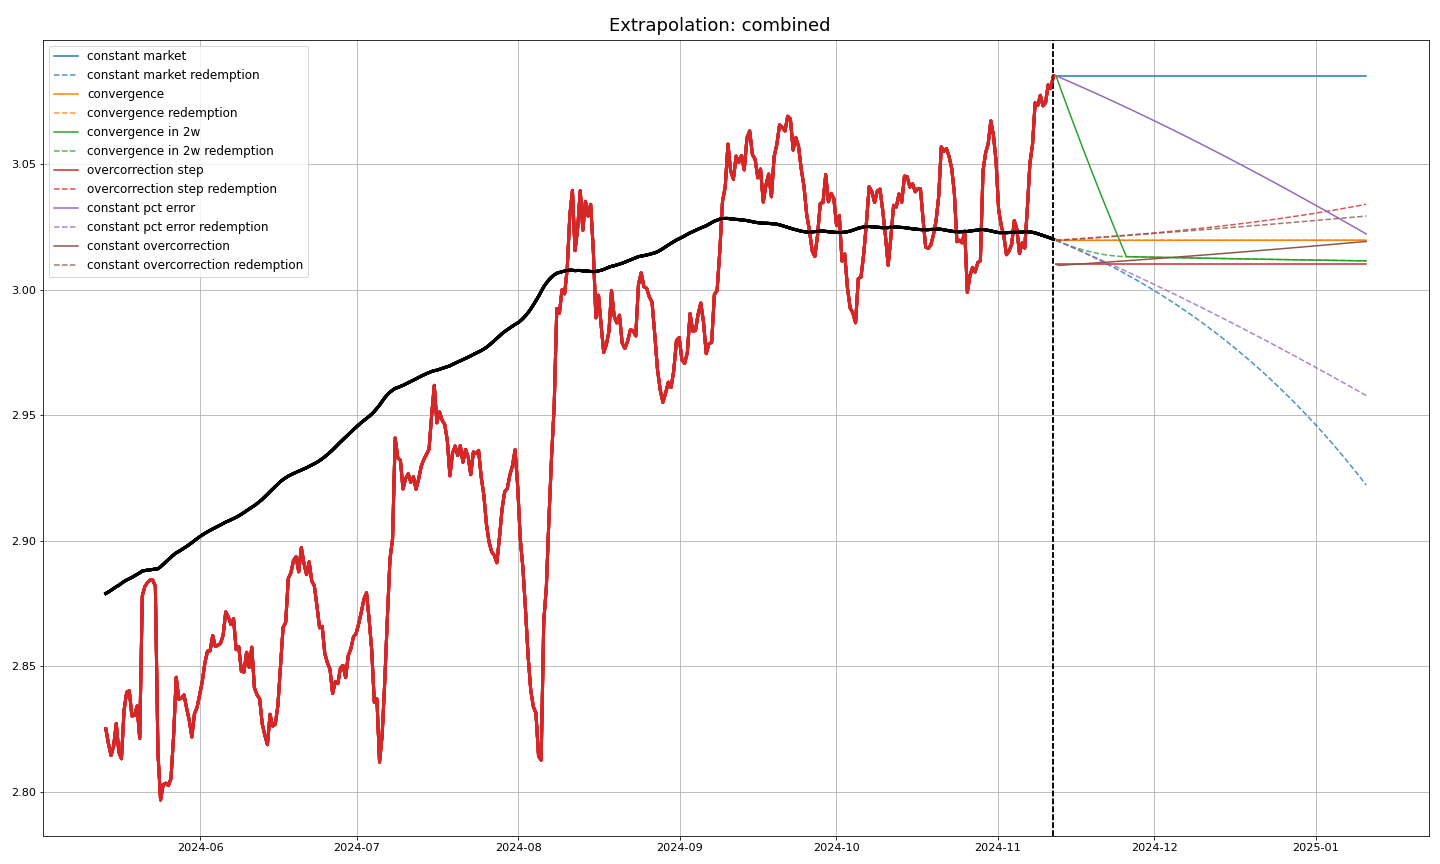 Extrapolation: combined
constant market
constant market redemption
convergence
convergence redemption
convergence in 2w
convergence in 2w redemption
overcorrection step
overcorrection step redemption
constant pct error
constant pct error redemption
constant overcorrection
constant overcorrection redemption
3.05
3.00
2.95
2.90
2.85
2.80
2024-06 2024-07 2024-08 2024-09 2024-10 2024-11 2024-12 2025-01